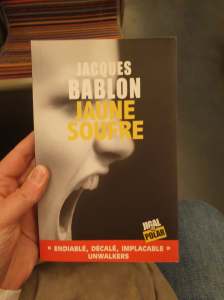 JACQUES
BABLON
JAUNE
SOUFRE
JIGAL
POLAR
« ENDIABLÉ, DÉCALÉ, IMPLACABLE »
UNWALKERS